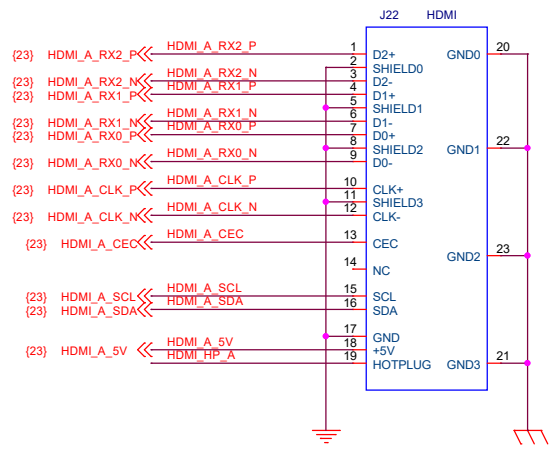 J22 HDMI
{23} HDMI_A_RX2_P HDMI_A_RX2_P 1 D2+ GND0 20
2 SHIELD0
{23} HDMI_A_RX2_N HDMI_A_RX2_N 3 D2-
{23} HDMI_A_RX1_P HDMI_A_RX1_P 4 D1+
5 SHIELD1
{23} HDMI_A_RX1_N HDMI_A_RX1_N 6 D1-
{23} HDMI_A_RX0_P HDMI_A_RX0_P 7 D0+
8 SHIELD2 GND1 22
{23} HDMI_A_RX0_N HDMI_A_RX0_N 9 D0-
{23} HDMI_A_CLK_P HDMI_A_CLK_P 10 CLK+
11 SHIELD3
{23} HDMI_A_CLK_N HDMI_A_CLK_N 12 CLK-
{23} HDMI_A_CEC HDMI_A_CEC 13 CEC
GND2 23
14 NC
{23} HDMI_A_SCL HDMI_A_SCL 15 SCL
{23} HDMI_A_SDA HDMI_A_SDA 16 SDA
17 GND
{23} HDMI_A_5V HDMI_A_5V 18 +5V
HDMI_HP_A 19 HOTPLUG GND3 21